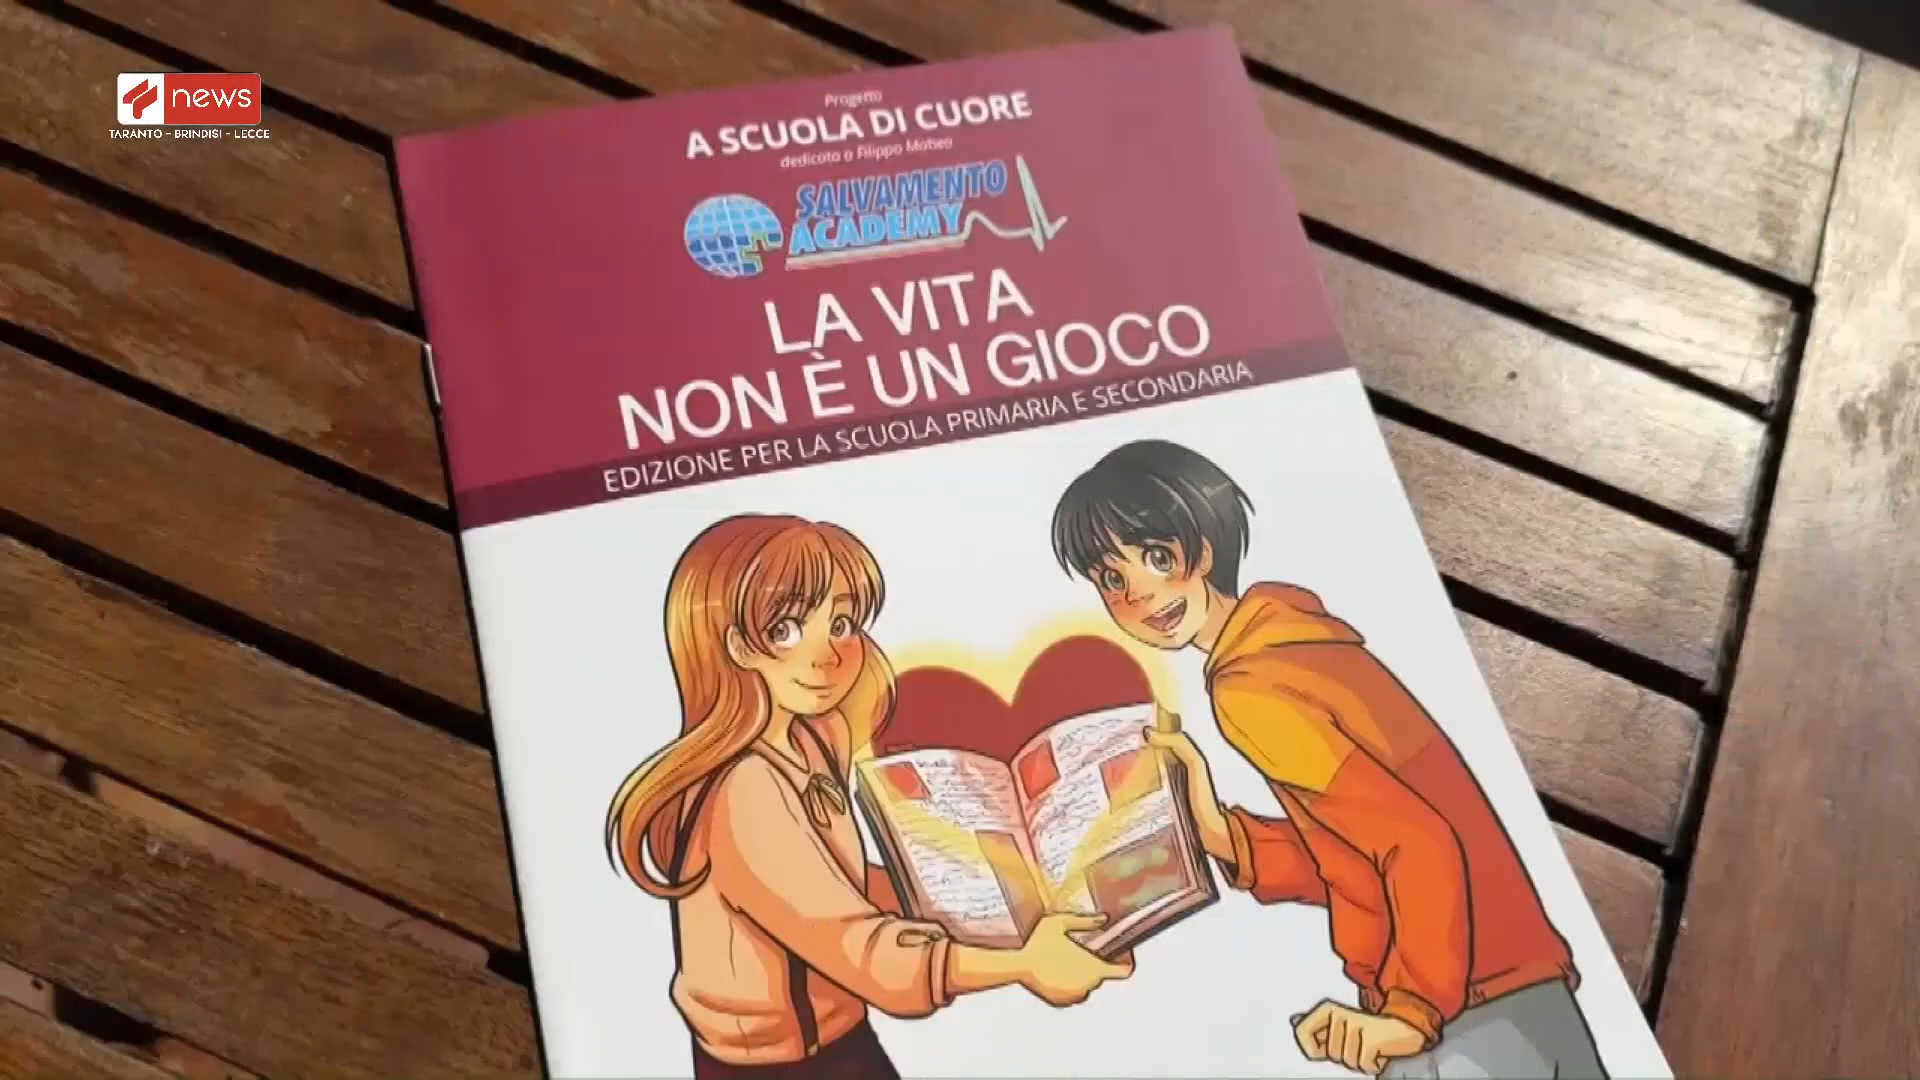 news
TARANTO - BRINDISI - LECCE
Progetto
A SCUOLA DI CUORE
dedicato a Filippo Mobeo
SALVAMENTO
ACADEMY
LA VITA
NON È UN GIOCO
EDIZIONE PER LA SCUOLA PRIMARIA E SECONDARIA